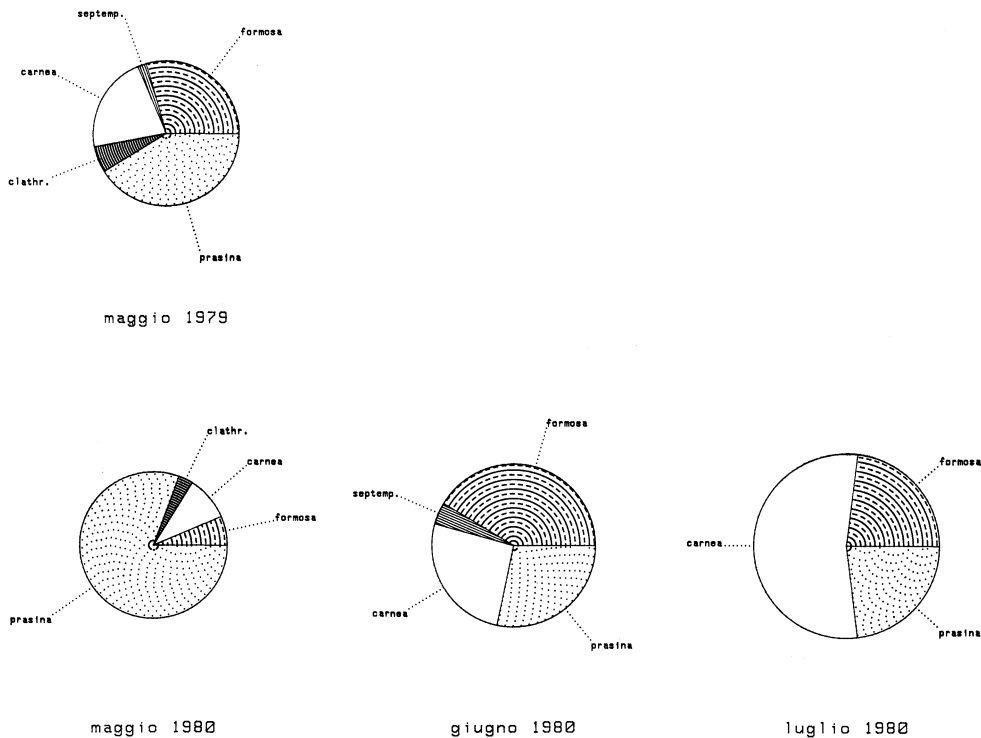 septemp.
formosa
carnea
clathr.
prasina
maggio 1979
clathr.
carnea
formosa
prasina
maggio 1980
formosa
septemp.
carnea
prasina
giugno 1980
formosa
carnea
prasina
luglio 1980